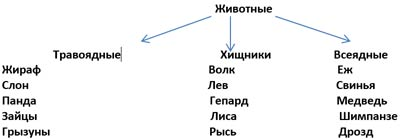 Животные
Травоядные Хищники Всеядные
Жираф Волк Еж
Слон Лев Свинья
Панда Гепард Медведь
Зайцы Лиса Шимпанзе
Грызуны Рысь Дрозд